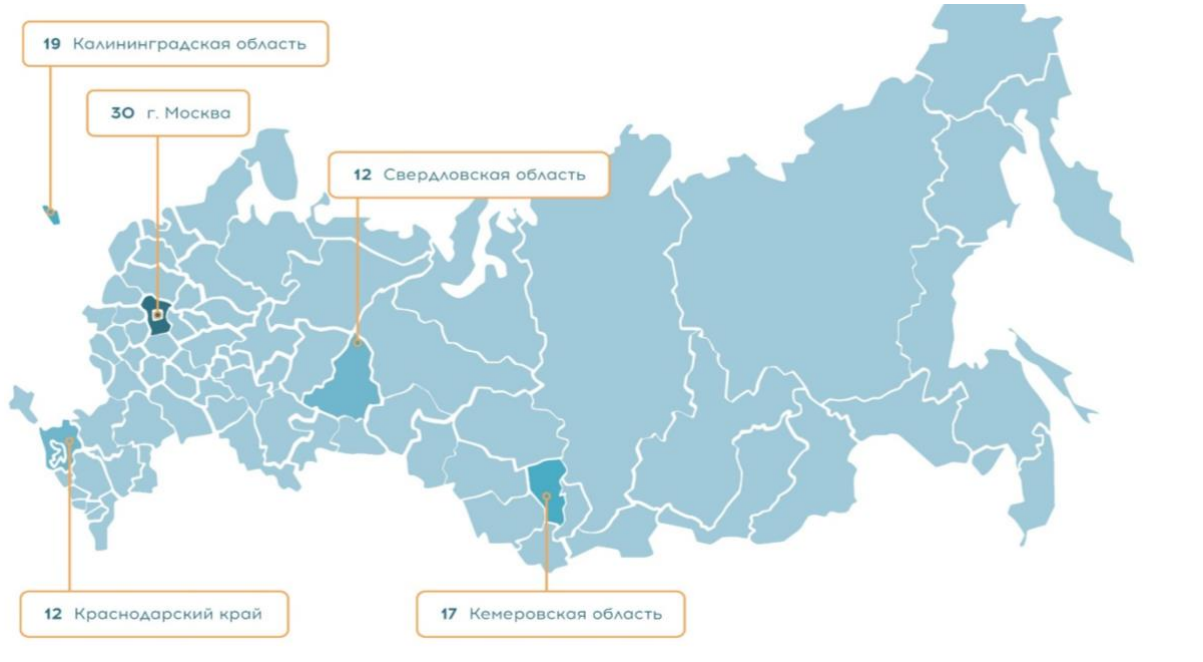 19 Калининградская область
30 г. Москва
12 Свердловская область
12 Краснодарский край
17 Кемеровская область